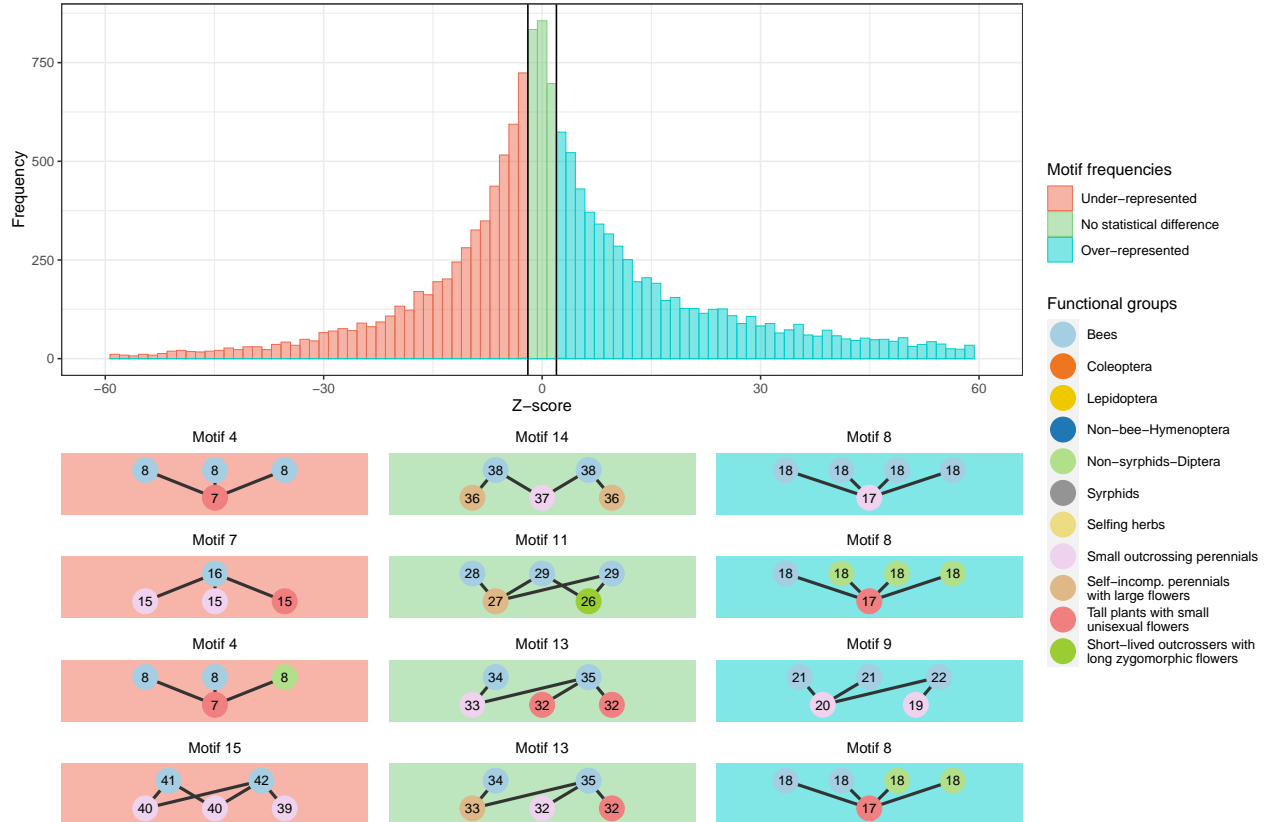 750
500
250
0
Frequency
−60
−30
0
30
60
Z−score
Motif frequencies
Under−represented
No statistical difference
Over−represented
Functional groups
Bees
Coleoptera
Lepidoptera
Non−bee−Hymenoptera
Non−syrphids−Diptera
Syrphids
Selfing herbs
Small outcrossing perennials
Self−incomp. perennials
with large flowers
Tall plants with small
unisexual flowers
Short−lived outcrossers with
long zygomorphic flowers
Motif 4
8 8 8
7
Motif 14
38 38
36 37 36
Motif 8
18 18 18 18
17
Motif 7
16
15 15 15
Motif 11
28 29 29
27 26
Motif 8
18 18 18 18
17
Motif 4
8 8 8
7
Motif 13
34 35
33 32 32
Motif 9
21 21 22
20 19
Motif 15
41 42
40 40 39
Motif 13
34 35
33 32 32
Motif 8
18 18 18 18
17